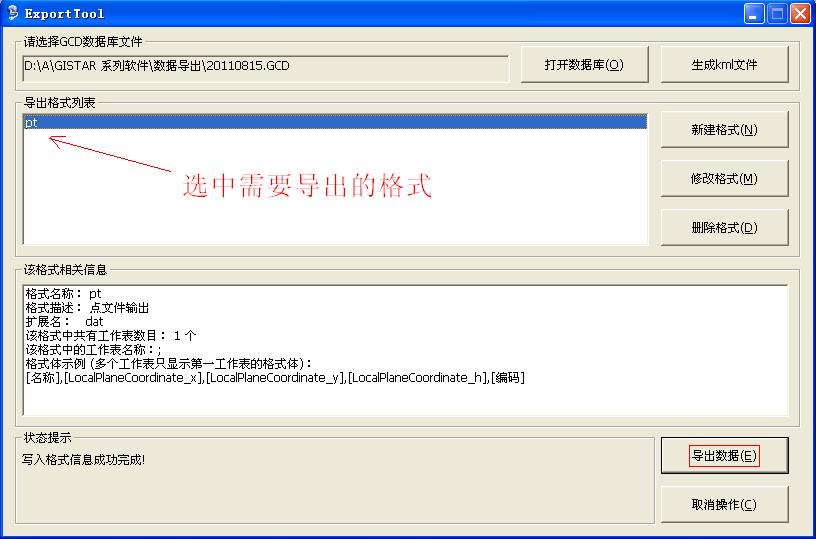 ExportTool
请选择GCD数据库文件
D:\A\GISTAR 系列软件\数据导出\20110815.GCD
打开数据库(O)
生成kml文件
导出格式列表
pt
选中需要导出的格式
新建格式(N)
修改格式(M)
删除格式(D)
该格式相关信息
格式名称: pt
格式描述: 点文件输出
扩展名: dat
该格式中共有工作表数目: 1 个
该格式中的工作表名称:;
格式体示例(多个工作表只显示第一工作表的格式体):
[名称],[LocalPlaneCoordinate_x],[LocalPlaneCoordinate_y],[LocalPlaneCoordinate_h],[编码]
状态提示
写入格式信息成功完成!
导出数据(E)
取消操作(C)